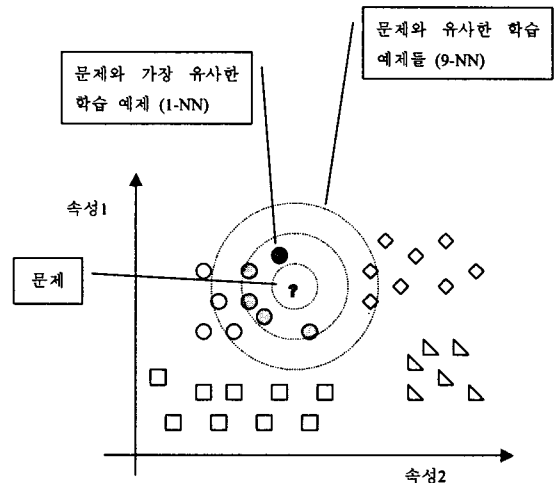 문제와 유사한 학습
예제들 (9-NN)
문제와 가장 유사한
학습 예제 (1-NN)
속성1
문제
?
속성2